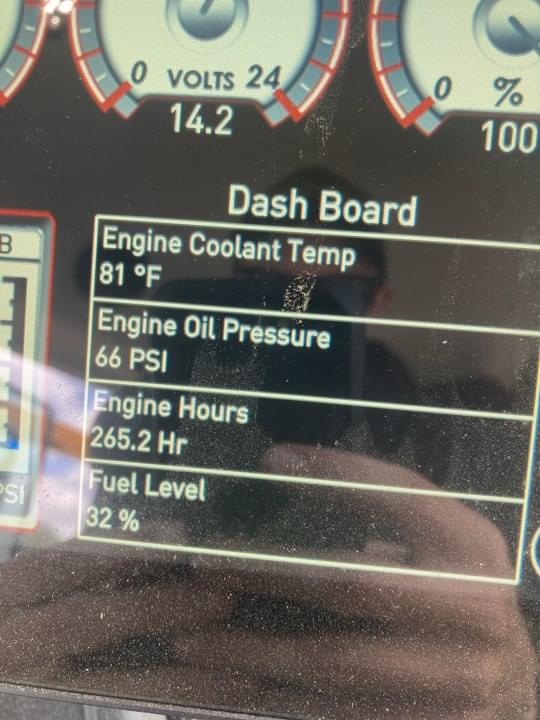 0 VOLTS 24
14.2
0 %
100
Dash Board
B
Engine Coolant Temp
81 °F
Engine Oil Pressure
66 PSI
Engine Hours
265.2 Hr
Fuel Level
32 %
PSI